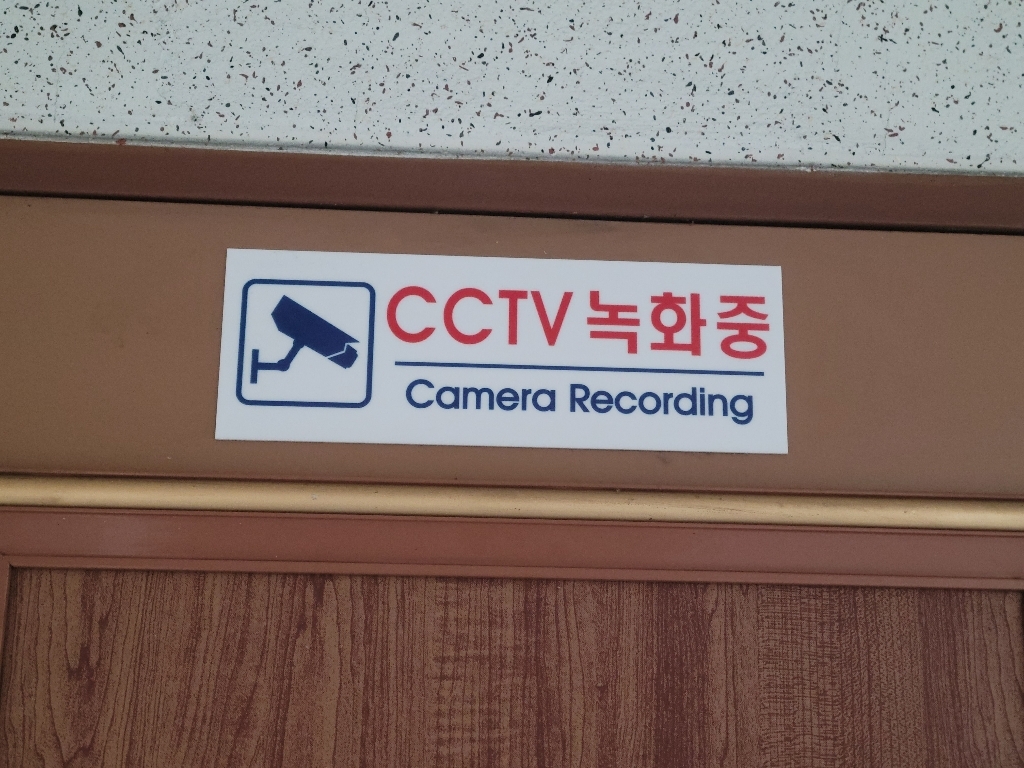 CCTV 녹화중
Camera Recording